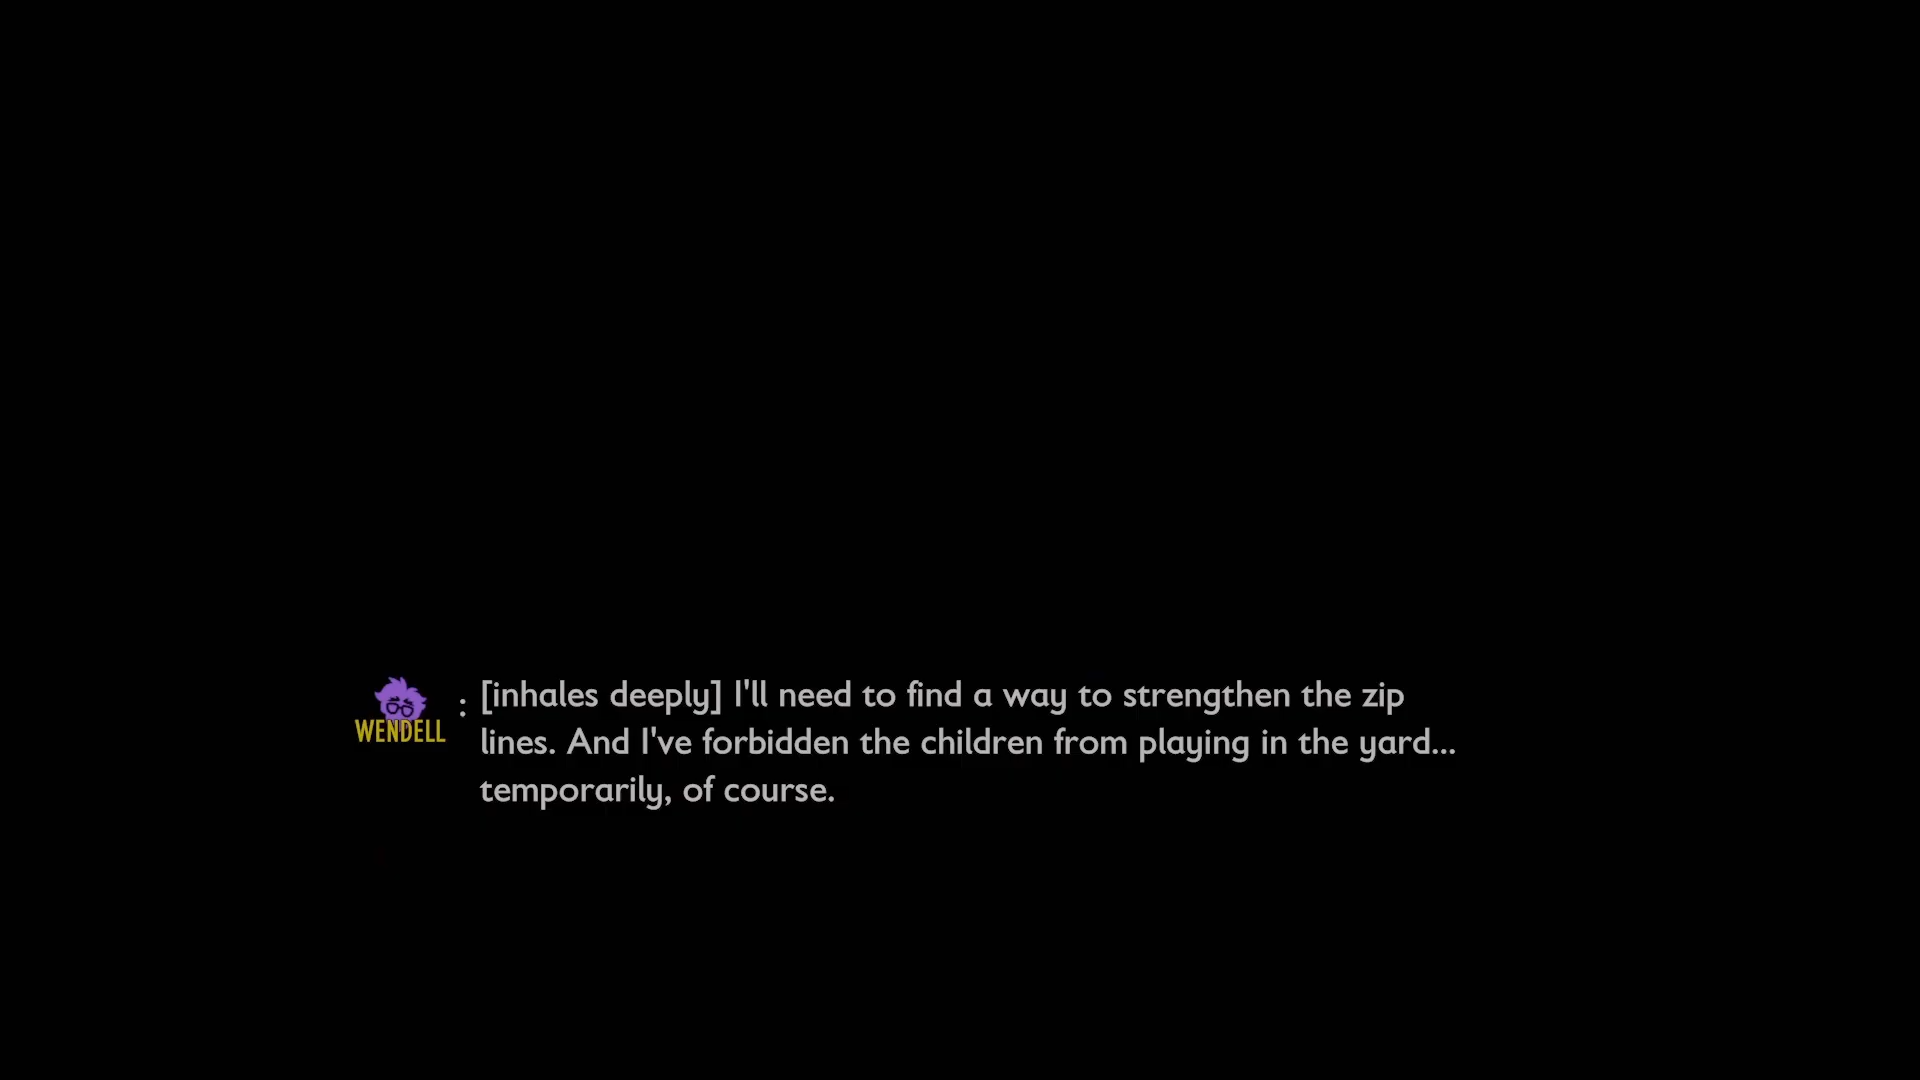 WENDELL : [inhales deeply] I'll need to find a way to strengthen the zip
lines. And I've forbidden the children from playing in the yard...
temporarily, of course.